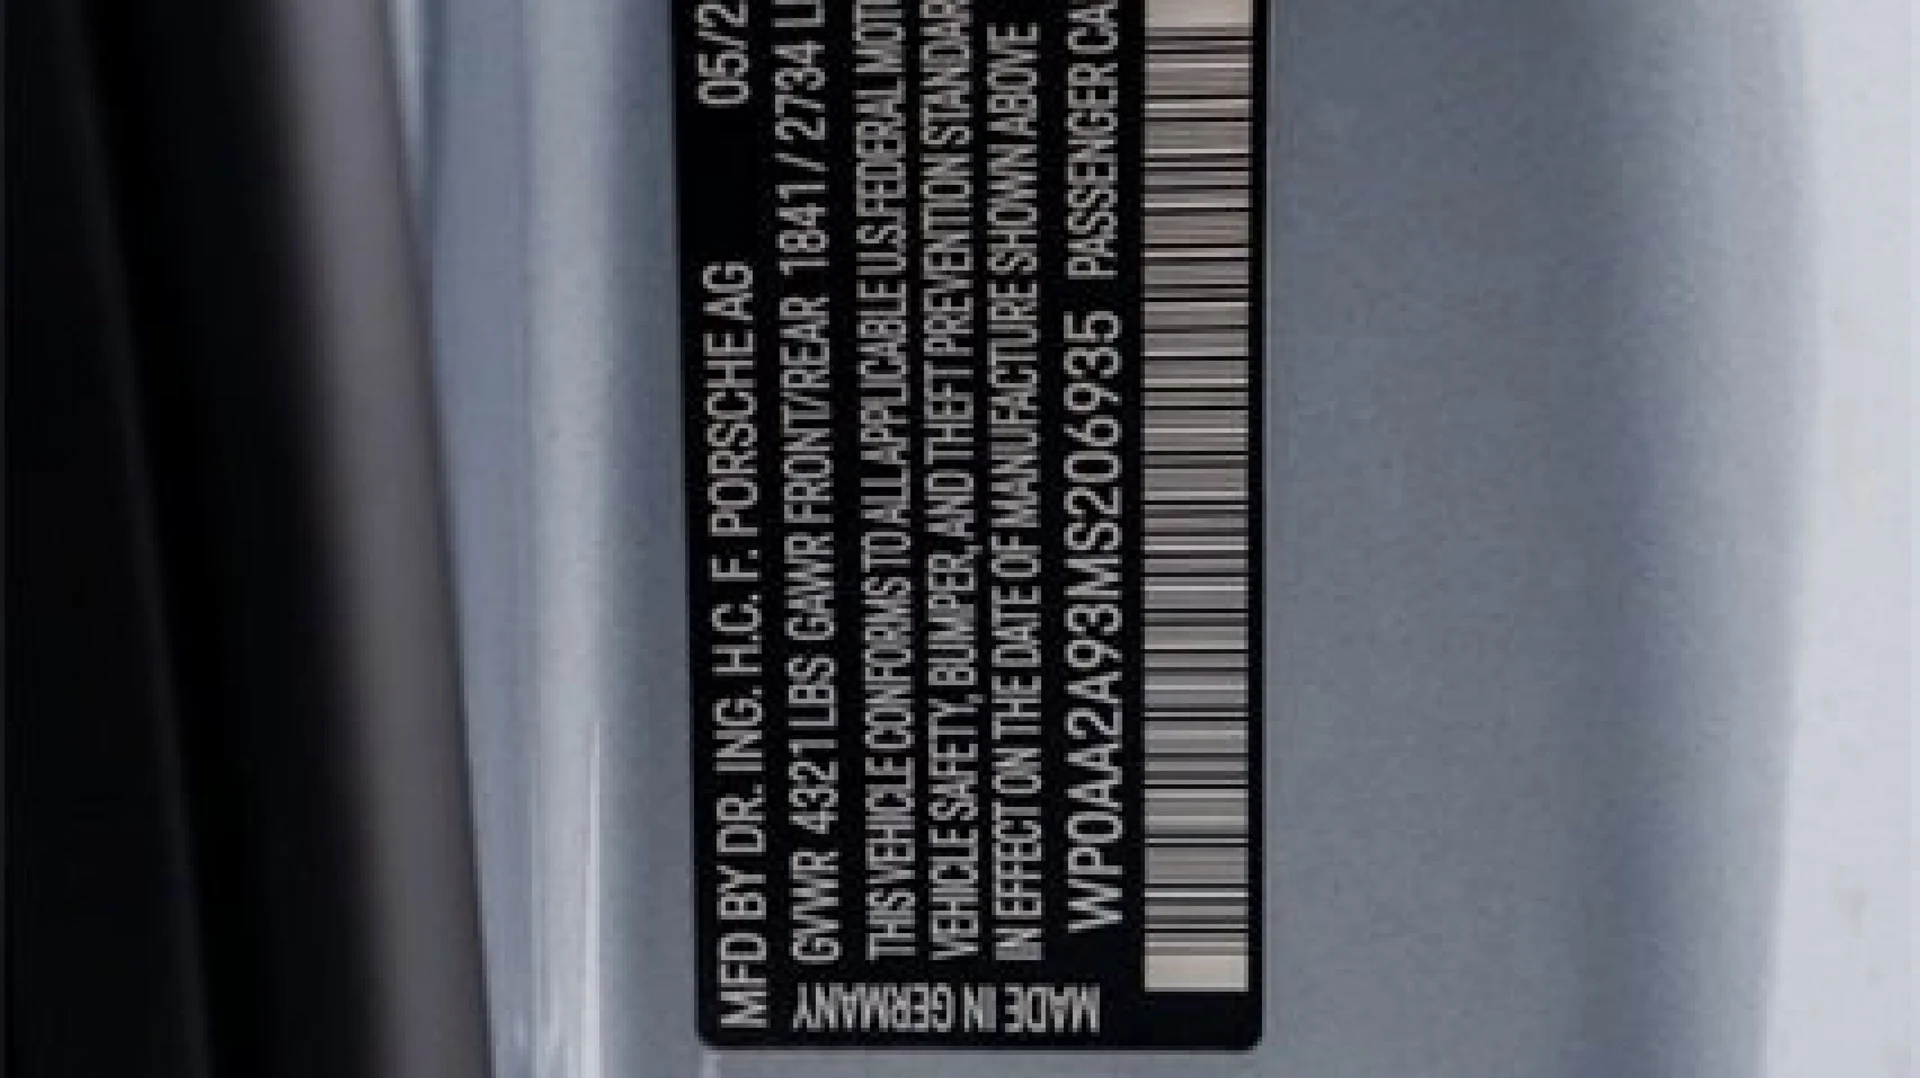 MFD BY DR. ING. H.C. F. PORSCHE AG 05/2
GVWR 4321 LBS GAWR FRONT/REAR 1841 / 2734 L
THIS VEHICLE CONFORMS TO ALL APPLICABLE U.S. FEDERAL MOT
VEHICLE SAFETY, BUMPER, AND THEFT PREVENTION STANDAR
IN EFFECT ON THE DATE OF MANUFACTURE SHOWN ABOVE
WP0AA2A93MS206935 PASSENGER CA
MADE IN GERMANY